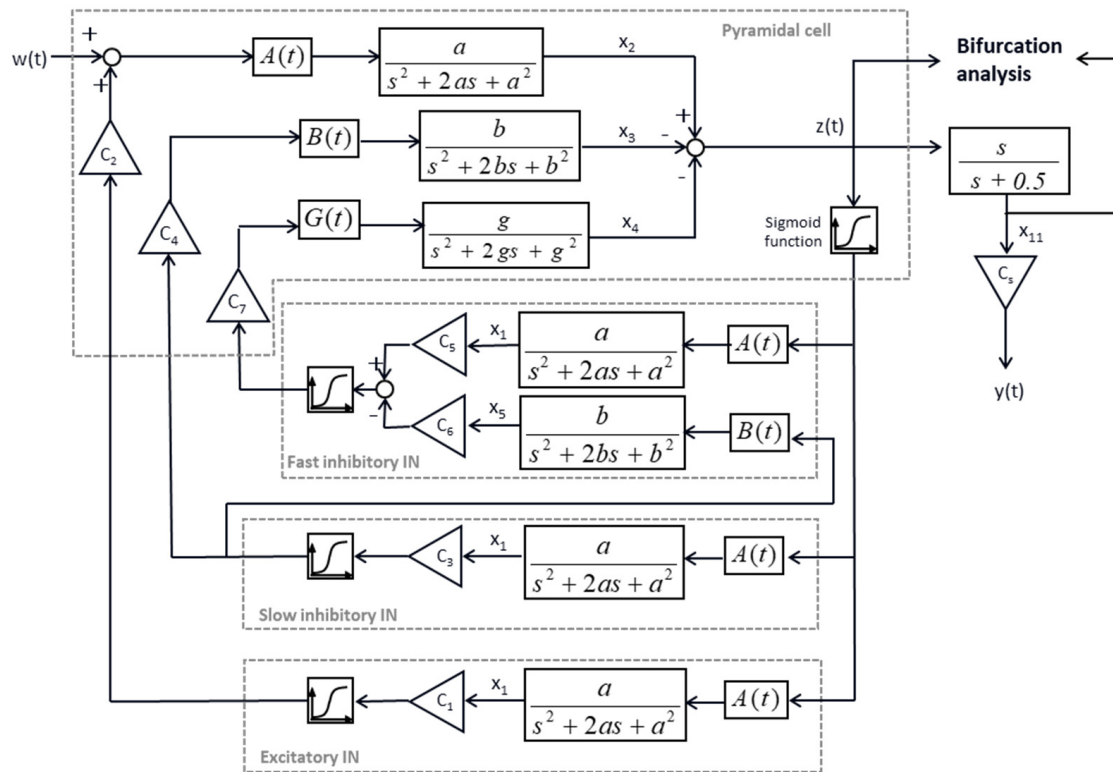 Pyramidal cell
w(t)
+
+
A(t)
a
s² + 2as + a²
x₂
+
Bifurcation
analysis
C₂
B(t)
b
s² + 2bs + b²
x₃
-
-
z(t)
s
s + 0.5
C₄
G(t)
g
s² + 2gs + g²
x₄
Sigmoid
function
x₁₁
C₇
Cₛ
y(t)
+
-
C₅
x₁
a
s² + 2as + a²
A(t)
C₆
x₅
b
s² + 2bs + b²
B(t)
Fast inhibitory IN
C₃
x₁
a
s² + 2as + a²
A(t)
Slow inhibitory IN
C₁
x₁
a
s² + 2as + a²
A(t)
Excitatory IN